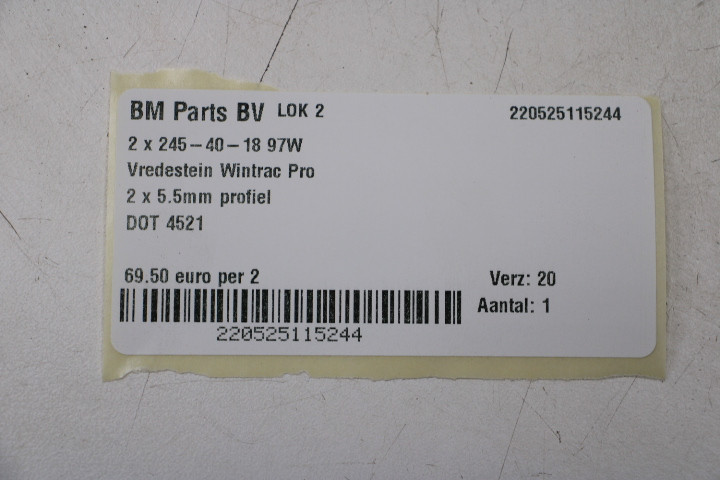 BM Parts BV LOK 2 220525115244
2 x 245-40-18 97W
Vredestein Wintrac Pro
2 x 5.5mm profiel
DOT 4521
69.50 euro per 2 Verz: 20
Aantal: 1
220525115244